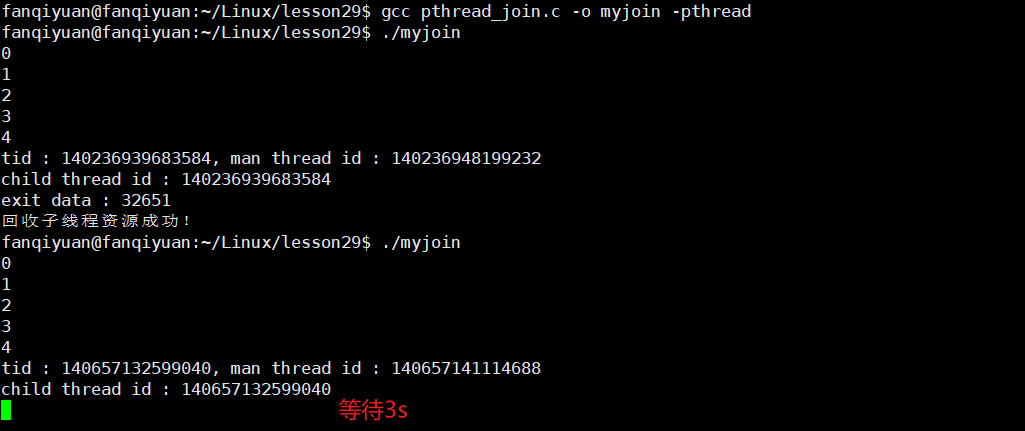 fanqiyuan@fanqiyuan:~/Linux/lesson29$ gcc pthread_join.c -o myjoin -pthread
fanqiyuan@fanqiyuan:~/Linux/lesson29$ ./myjoin
0
1
2
3
4
tid : 140236939683584, man thread id : 140236948199232
child thread id : 140236939683584
exit data : 32651
回收子线程资源成功！
fanqiyuan@fanqiyuan:~/Linux/lesson29$ ./myjoin
0
1
2
3
4
tid : 140657132599040, man thread id : 140657141114688
child thread id : 140657132599040
等待3s